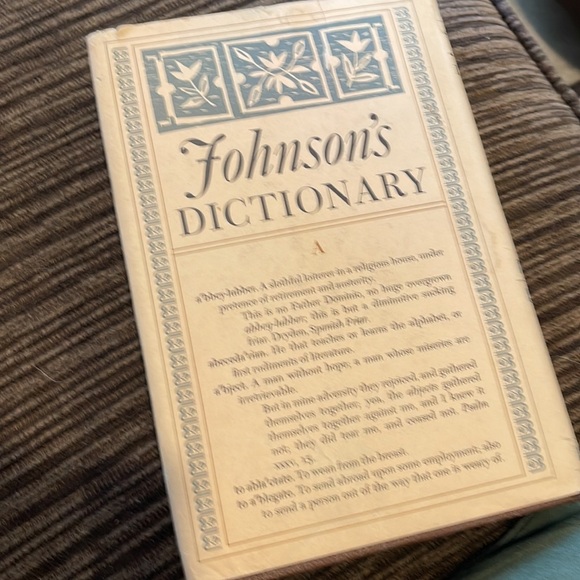 Johnson's
DICTIONARY
A
a'bbey-lubber. A slothful loiterer in a religious house, under
pretence of retirement and austerity.
This is no Father Dominic, no huge overgrown
abbey-lubber; this is but a diminutive sucking
friar. Dryden, Spanish Friar.
abeceda'rian. He that teaches or learns the alphabet, or
first rudiments of literature.
a'bject. A man without hope; a man whose miseries are
irretrievable.
But in mine adversity they rejoiced, and gathered
themselves together; yea, the abjects gathered
themselves together against me, and I knew it
not; they did tear me, and ceased not. Psalm
xxxv, 15.
to abla'ctate. To wean from the breast.
to a'blegate. To send abroad upon some employment, also
to send a person out of the way that one is weary of.